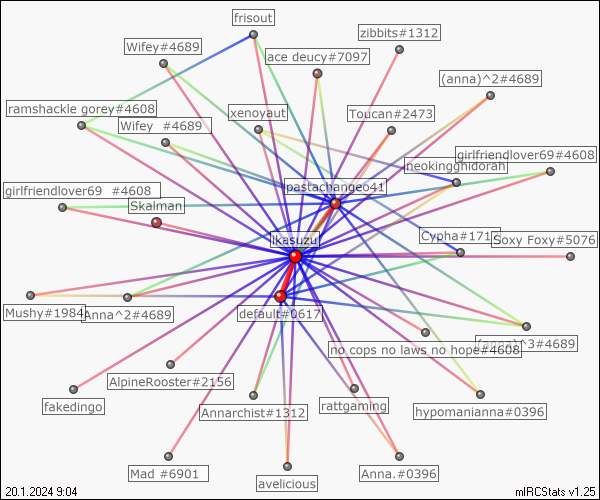 frisout
zibbits#1312
Wifey#4689
ace deucy#7097
(anna)^2#4689
ramshackle gorey#4608
xenoyaut
Toucan#2473
Wifey #4689
girlfriendlover69#4608
neokingghidorah
pastachangeo41
girlfriendlover69 #4608
Skalman
ikasuzu
Cypha#171
Soxy Foxy#5076
Mushy#1984
Anna^2#4689
default#0617
no cops no laws no hope#4608
^3#4689
AlpineRooster#2156
fakedingo
Annarchist#1312
rattgaming
hypomanianna#0396
Mad #6901
avelicious
Anna.#0396
20.1.2024 9:04
mIRCStats v1.25